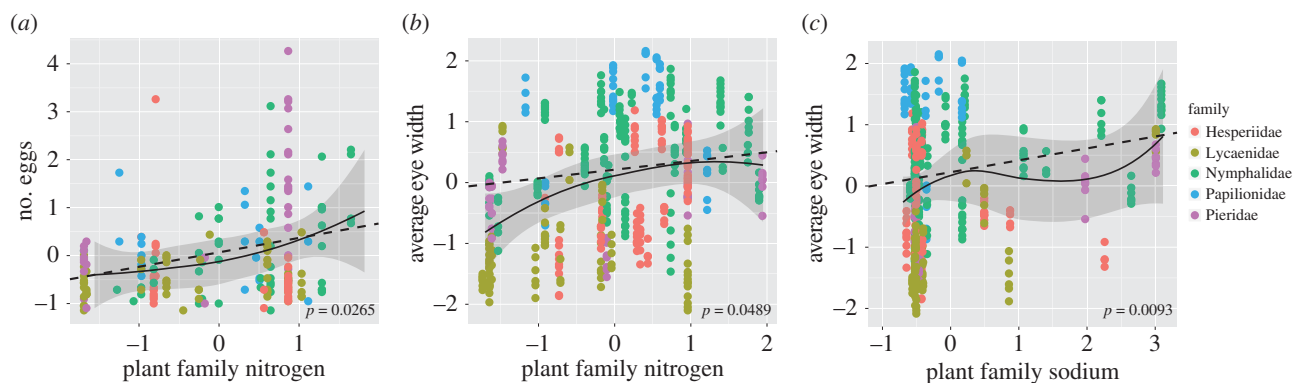 (a)
(b)
(c)
4
3
2
1
0
–1
no. eggs
–1
0
1
plant family nitrogen
p = 0.0265
2
1
0
–1
–2
average eye width
–1
0
1
2
plant family nitrogen
p = 0.0489
2
1
0
–1
–2
average eye width
–1
0
1
2
3
plant family sodium
p = 0.0093
family
Hesperiidae
Lycaenidae
Nymphalidae
Papilionidae
Pieridae